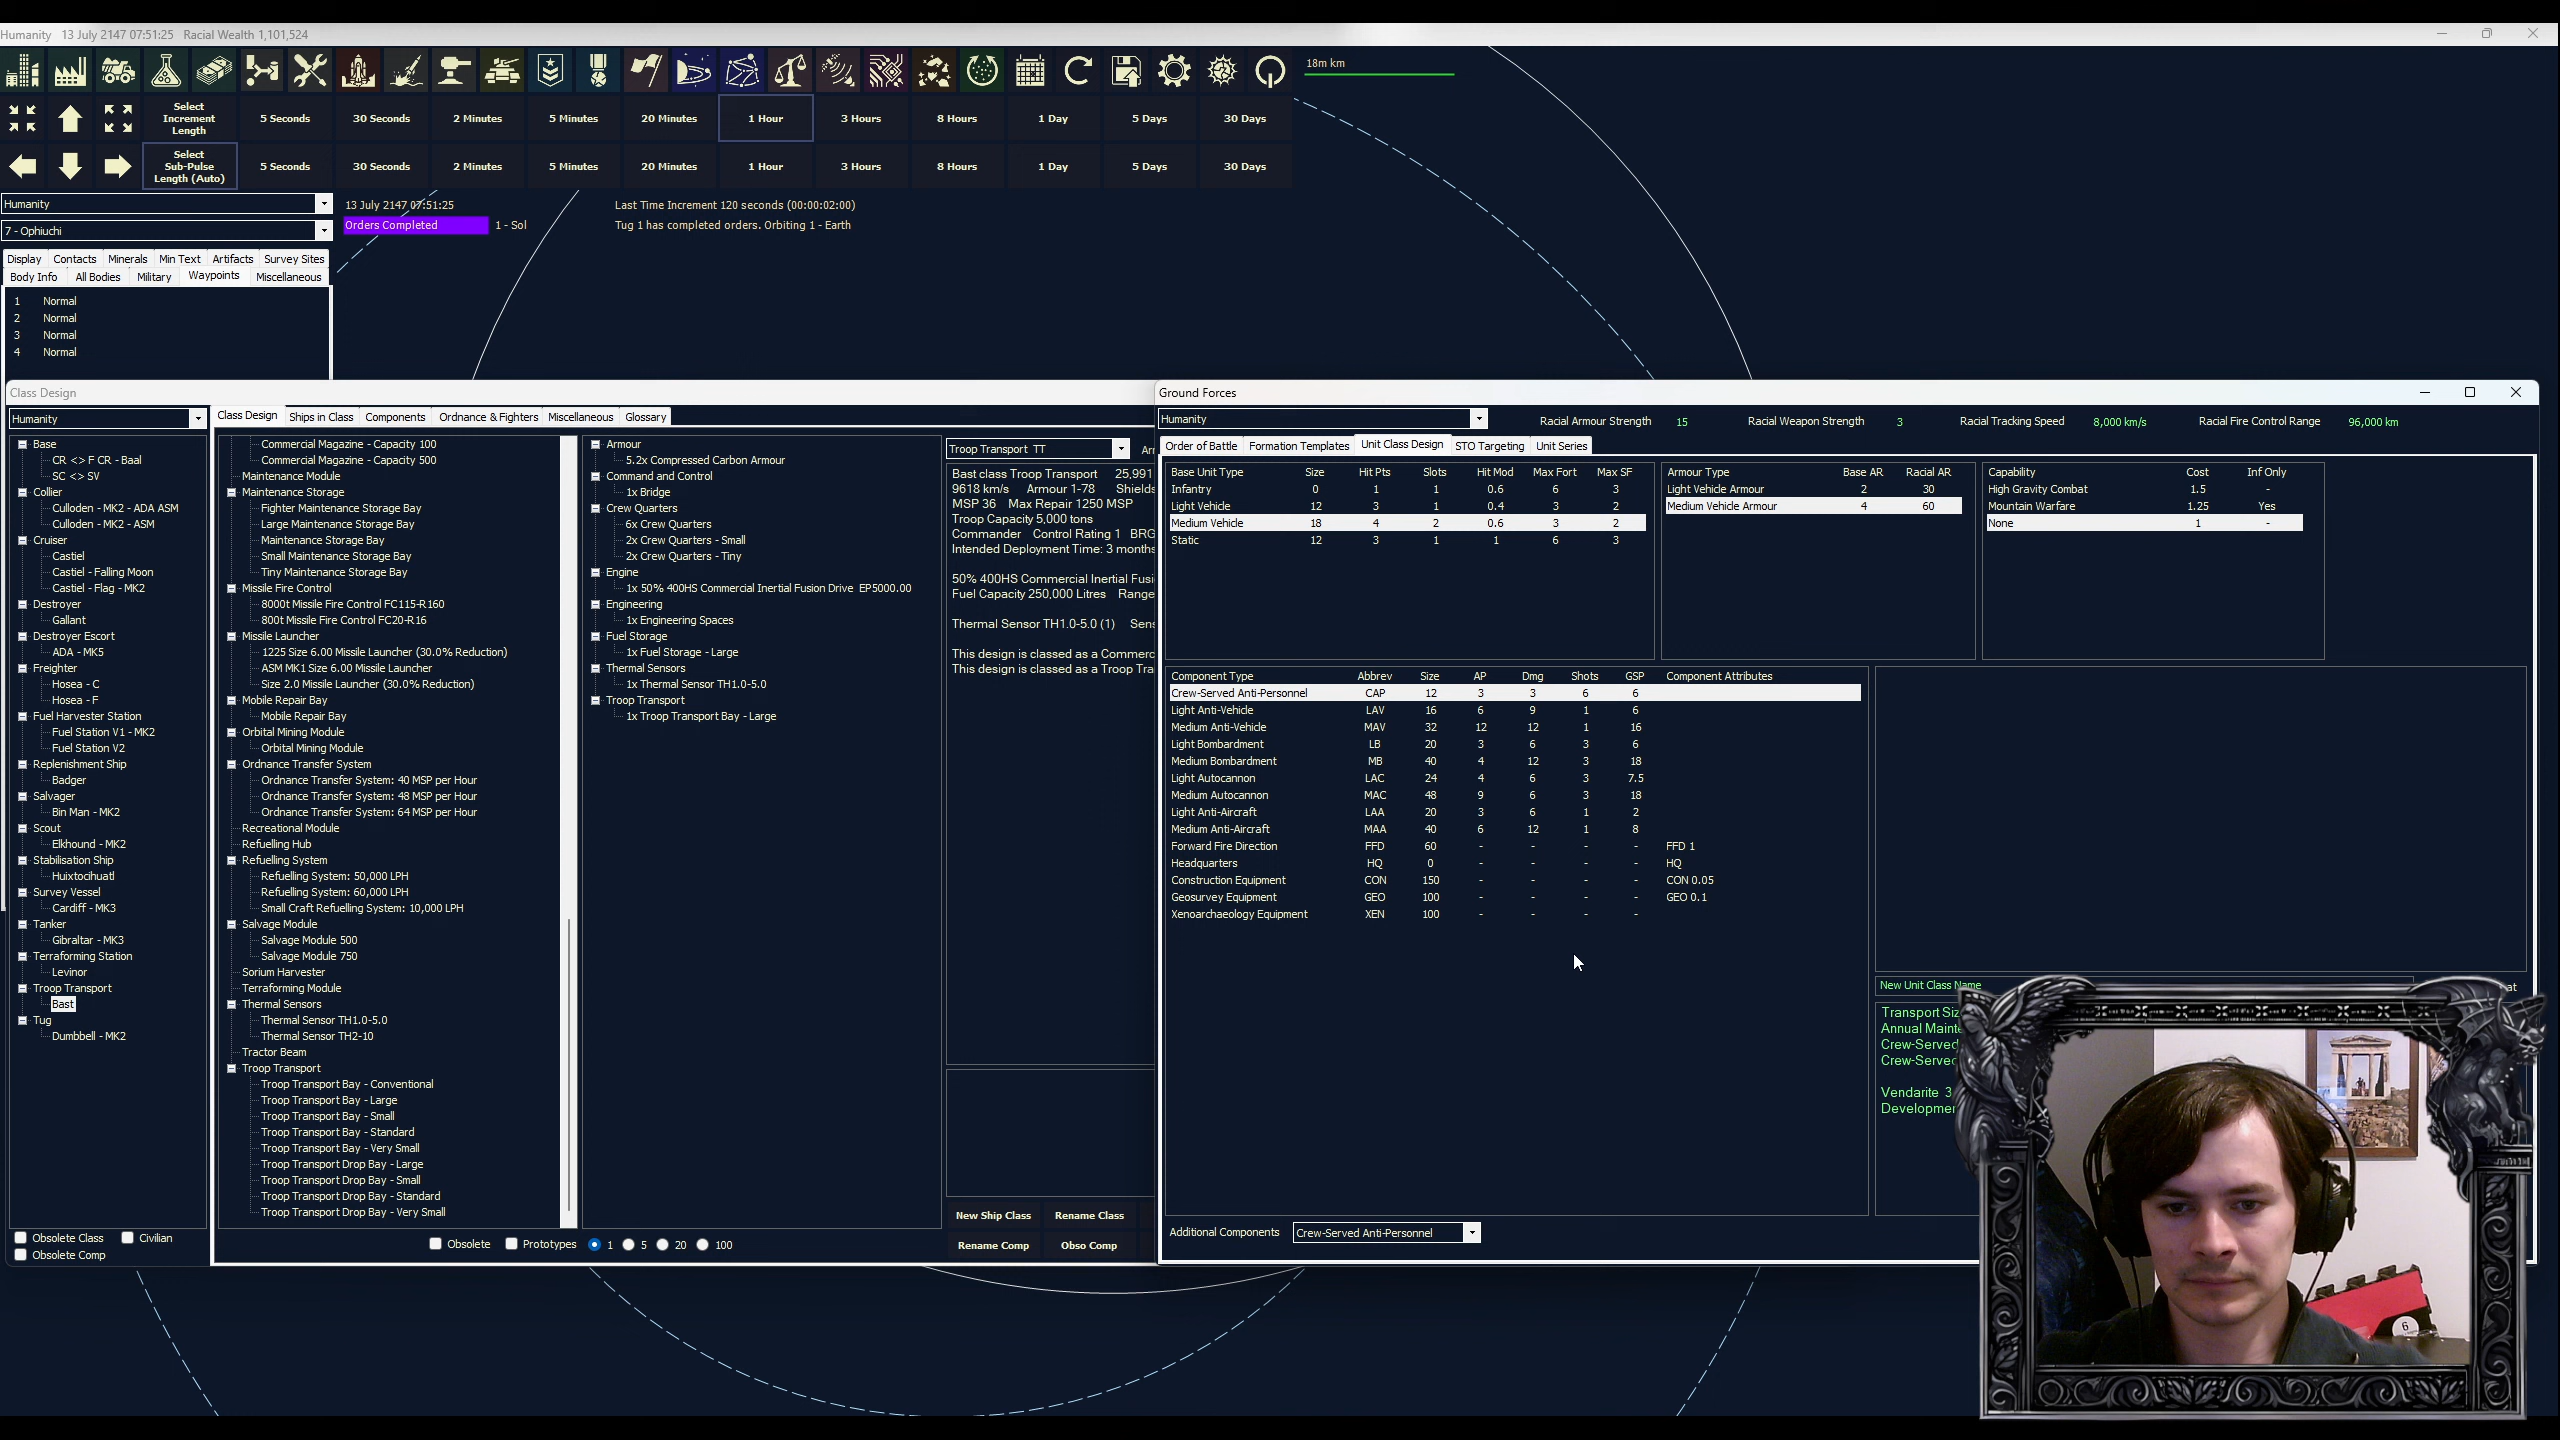 Humanity 13 July 2147 07:51:25 Racial Wealth 1,101,524
18m km
Select Increment Length 5 Seconds 30 Seconds 2 Minutes 5 Minutes 20 Minutes 1 Hour 3 Hours 8 Hours 1 Day 5 Days 30 Days
Select Sub-Pulse Length (Auto) 5 Seconds 30 Seconds 2 Minutes 5 Minutes 20 Minutes 1 Hour 3 Hours 8 Hours 1 Day 5 Days 30 Days
Humanity 13 July 2147 07:51:25 Last Time Increment 120 seconds (00:00:02:00)
7 - Ophiuchi Orders Completed 1 - Sol Tug 1 has completed orders. Orbiting 1 - Earth
Display Contacts Minerals Min Text Artifacts Survey Sites
Body Info All Bodies Military Waypoints Miscellaneous
1 Normal
2 Normal
3 Normal
4 Normal
Class Design
Humanity
Class Design Ships in Class Components Ordnance & Fighters Miscellaneous Glossary
Base
CR <> F CR - Baal
SC <> SV
Collier
Culloden - MK2 - ADA ASM
Culloden - MK2 - ASM
Cruiser
Castiel
Castiel - Falling Moon
Castiel - Flag - MK2
Destroyer
Gallant
Destroyer Escort
ADA - MK5
Freighter
Hosea - C
Hosea - F
Fuel Harvester Station
Fuel Station V1 - MK2
Fuel Station V2
Replenishment Ship
Badger
Salvager
Bin Man - MK2
Scout
Elkhound - MK2
Stabilisation Ship
Huixtocihuatl
Survey Vessel
Cardiff - MK3
Tanker
Gibraltar - MK3
Terraforming Station
Levinor
Troop Transport
Bast
Tug
Dumbbell - MK2
Obsolete Class Civilian
Obsolete Comp
Commercial Magazine - Capacity 100
Commercial Magazine - Capacity 500
Maintenance Module
Maintenance Storage
Fighter Maintenance Storage Bay
Large Maintenance Storage Bay
Maintenance Storage Bay
Small Maintenance Storage Bay
Tiny Maintenance Storage Bay
Missile Fire Control
8000t Missile Fire Control FC115-R160
800t Missile Fire Control FC20-R16
Missile Launcher
1225 Size 6.00 Missile Launcher (30.0% Reduction)
ASM MK1 Size 6.00 Missile Launcher
Size 2.0 Missile Launcher (30.0% Reduction)
Mobile Repair Bay
Mobile Repair Bay
Orbital Mining Module
Orbital Mining Module
Ordnance Transfer System
Ordnance Transfer System: 40 MSP per Hour
Ordnance Transfer System: 48 MSP per Hour
Ordnance Transfer System: 64 MSP per Hour
Recreational Module
Refuelling Hub
Refuelling System
Refuelling System: 50,000 LPH
Refuelling System: 60,000 LPH
Small Craft Refuelling System: 10,000 LPH
Salvage Module
Salvage Module 500
Salvage Module 750
Sorium Harvester
Terraforming Module
Thermal Sensors
Thermal Sensor TH1.0-5.0
Thermal Sensor TH2-10
Tractor Beam
Troop Transport
Troop Transport Bay - Conventional
Troop Transport Bay - Large
Troop Transport Bay - Small
Troop Transport Bay - Standard
Troop Transport Bay - Very Small
Troop Transport Drop Bay - Large
Troop Transport Drop Bay - Small
Troop Transport Drop Bay - Standard
Troop Transport Drop Bay - Very Small
Obsolete Prototypes 1 5 20 100
Armour
5.2x Compressed Carbon Armour
Command and Control
1x Bridge
Crew Quarters
6x Crew Quarters
2x Crew Quarters - Small
2x Crew Quarters - Tiny
Engine
1x 50% 400HS Commercial Inertial Fusion Drive EP5000.00
Engineering
1x Engineering Spaces
Fuel Storage
1x Fuel Storage - Large
Thermal Sensors
1x Thermal Sensor TH1.0-5.0
Troop Transport
1x Troop Transport Bay - Large
Troop Transport TT
Bast class Troop Transport 25,991
9618 km/s Armour 1-78 Shields
MSP 36 Max Repair 1250 MSP
Troop Capacity 5,000 tons
Commander Control Rating 1 BRG
Intended Deployment Time: 3 months
50% 400HS Commercial Inertial Fusi
Fuel Capacity 250,000 Litres Range
Thermal Sensor TH1.0-5.0 (1) Sens
This design is classed as a Commerc
This design is classed as a Troop Tra
New Ship Class Rename Class
Rename Comp Obso Comp
Ground Forces
Humanity Racial Armour Strength 15 Racial Weapon Strength 3 Racial Tracking Speed 8,000 km/s Racial Fire Control Range 96,000 km
Order of Battle Formation Templates Unit Class Design STO Targeting Unit Series
Base Unit Type Size Hit Pts Slots Hit Mod Max Fort Max SF
Infantry 0 1 1 0.6 6 3
Light Vehicle 12 3 1 0.4 3 2
Medium Vehicle 18 4 2 0.6 3 2
Static 12 3 1 1 6 3
Armour Type Base AR Racial AR
Light Vehicle Armour 2 30
Medium Vehicle Armour 4 60
Capability Cost Inf Only
High Gravity Combat 1.5 -
Mountain Warfare 1.25 Yes
None 1 -
Component Type Abbrev Size AP Dmg Shots GSP Component Attributes
Crew-Served Anti-Personnel CAP 12 3 3 6 6
Light Anti-Vehicle LAV 16 6 9 1 6
Medium Anti-Vehicle MAV 32 12 12 1 16
Light Bombardment LB 20 3 6 3 6
Medium Bombardment MB 40 4 12 3 18
Light Autocannon LAC 24 4 6 3 7.5
Medium Autocannon MAC 48 9 6 3 18
Light Anti-Aircraft LAA 20 3 6 1 2
Medium Anti-Aircraft MAA 40 6 12 1 8
Forward Fire Direction FFD 60 - - - - FFD 1
Headquarters HQ 0 - - - - HQ
Construction Equipment CON 150 - - - - CON 0.05
Geosurvey Equipment GEO 100 - - - - GEO 0.1
Xenoarchaeology Equipment XEN 100 - - - -
New Unit Class Name
Transport Siz
Annual Mainte
Crew-Served
Crew-Served
Vendarite 3
Developmen
Additional Components Crew-Served Anti-Personnel
6